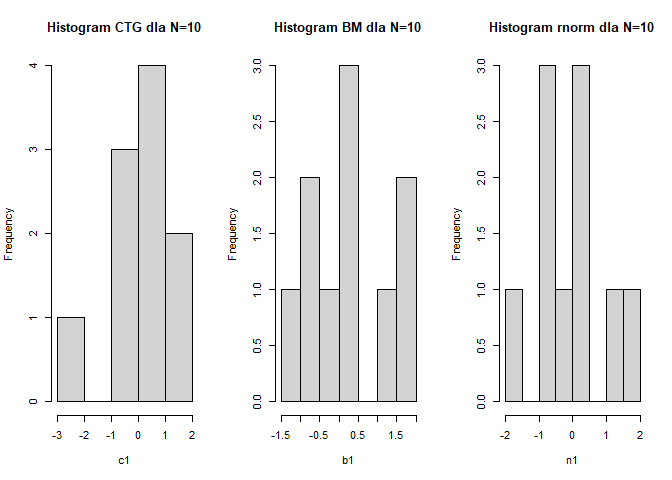 Histogram CTG dla N=10
Frequency
0 1 2 3 4
-3 -2 -1 0 1 2
c1
Histogram BM dla N=10
Frequency
0.0 0.5 1.0 1.5 2.0 2.5 3.0
-1.5 -0.5 0.5 1.5
b1
Histogram rnorm dla N=10
Frequency
0.0 0.5 1.0 1.5 2.0 2.5 3.0
-2 -1 0 1 2
n1